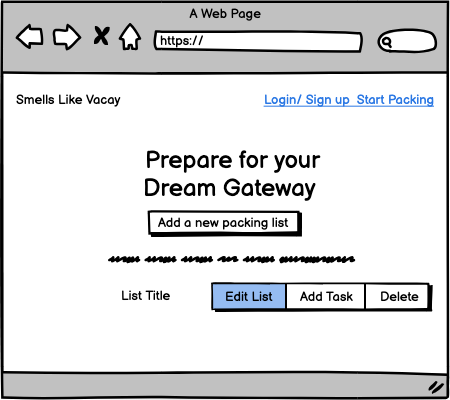 A Web Page
https://
Smells Like Vacay
Login/ Sign up Start Packing
Prepare for your
Dream Gateway
Add a new packing list
List Title
Edit List Add Task Delete